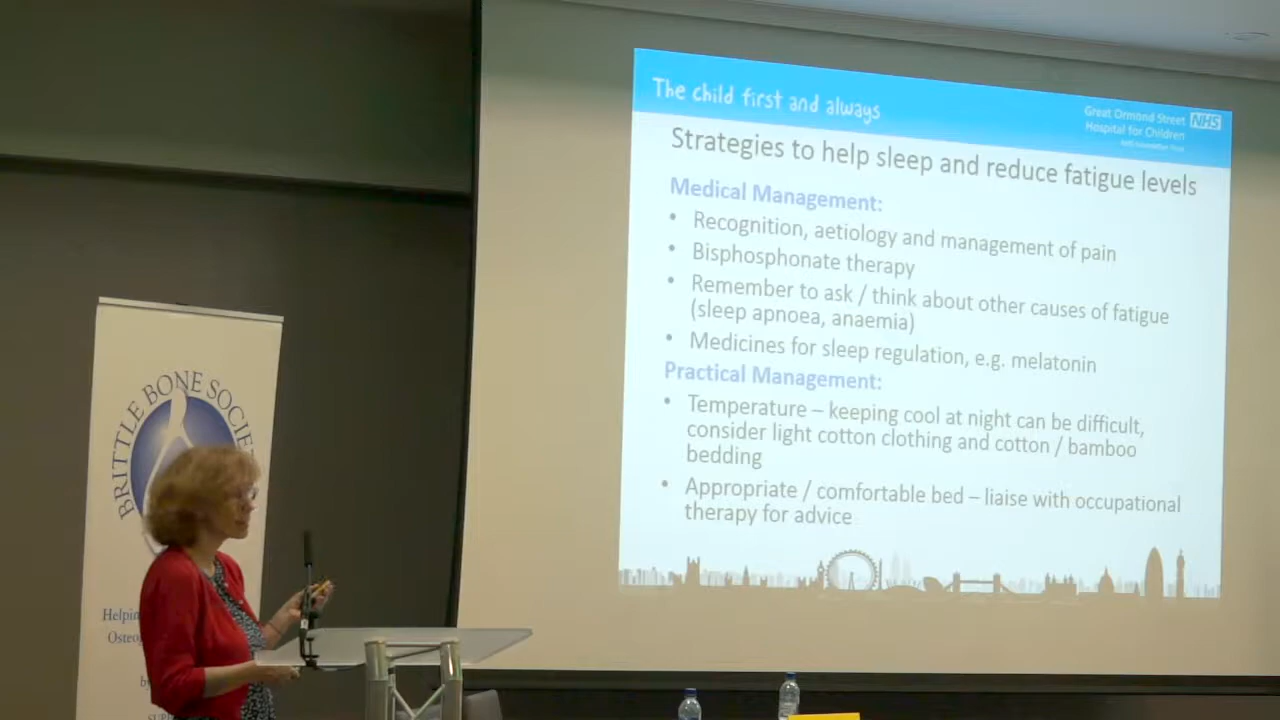 The child first and always
Great Ormond Street NHS
Hospital for Children
NHS Foundation Trust
Strategies to help sleep and reduce fatigue levels
Medical Management:
• Recognition, aetiology and management of pain
• Bisphosphonate therapy
• Remember to ask / think about other causes of fatigue
(sleep apnoea, anaemia)
• Medicines for sleep regulation, e.g. melatonin
Practical Management:
• Temperature – keeping cool at night can be difficult,
consider light cotton clothing and cotton / bamboo
bedding
• Appropriate / comfortable bed – liaise with occupational
therapy for advice
BRITTLE BONE SOCIE
Helpin
Osteo